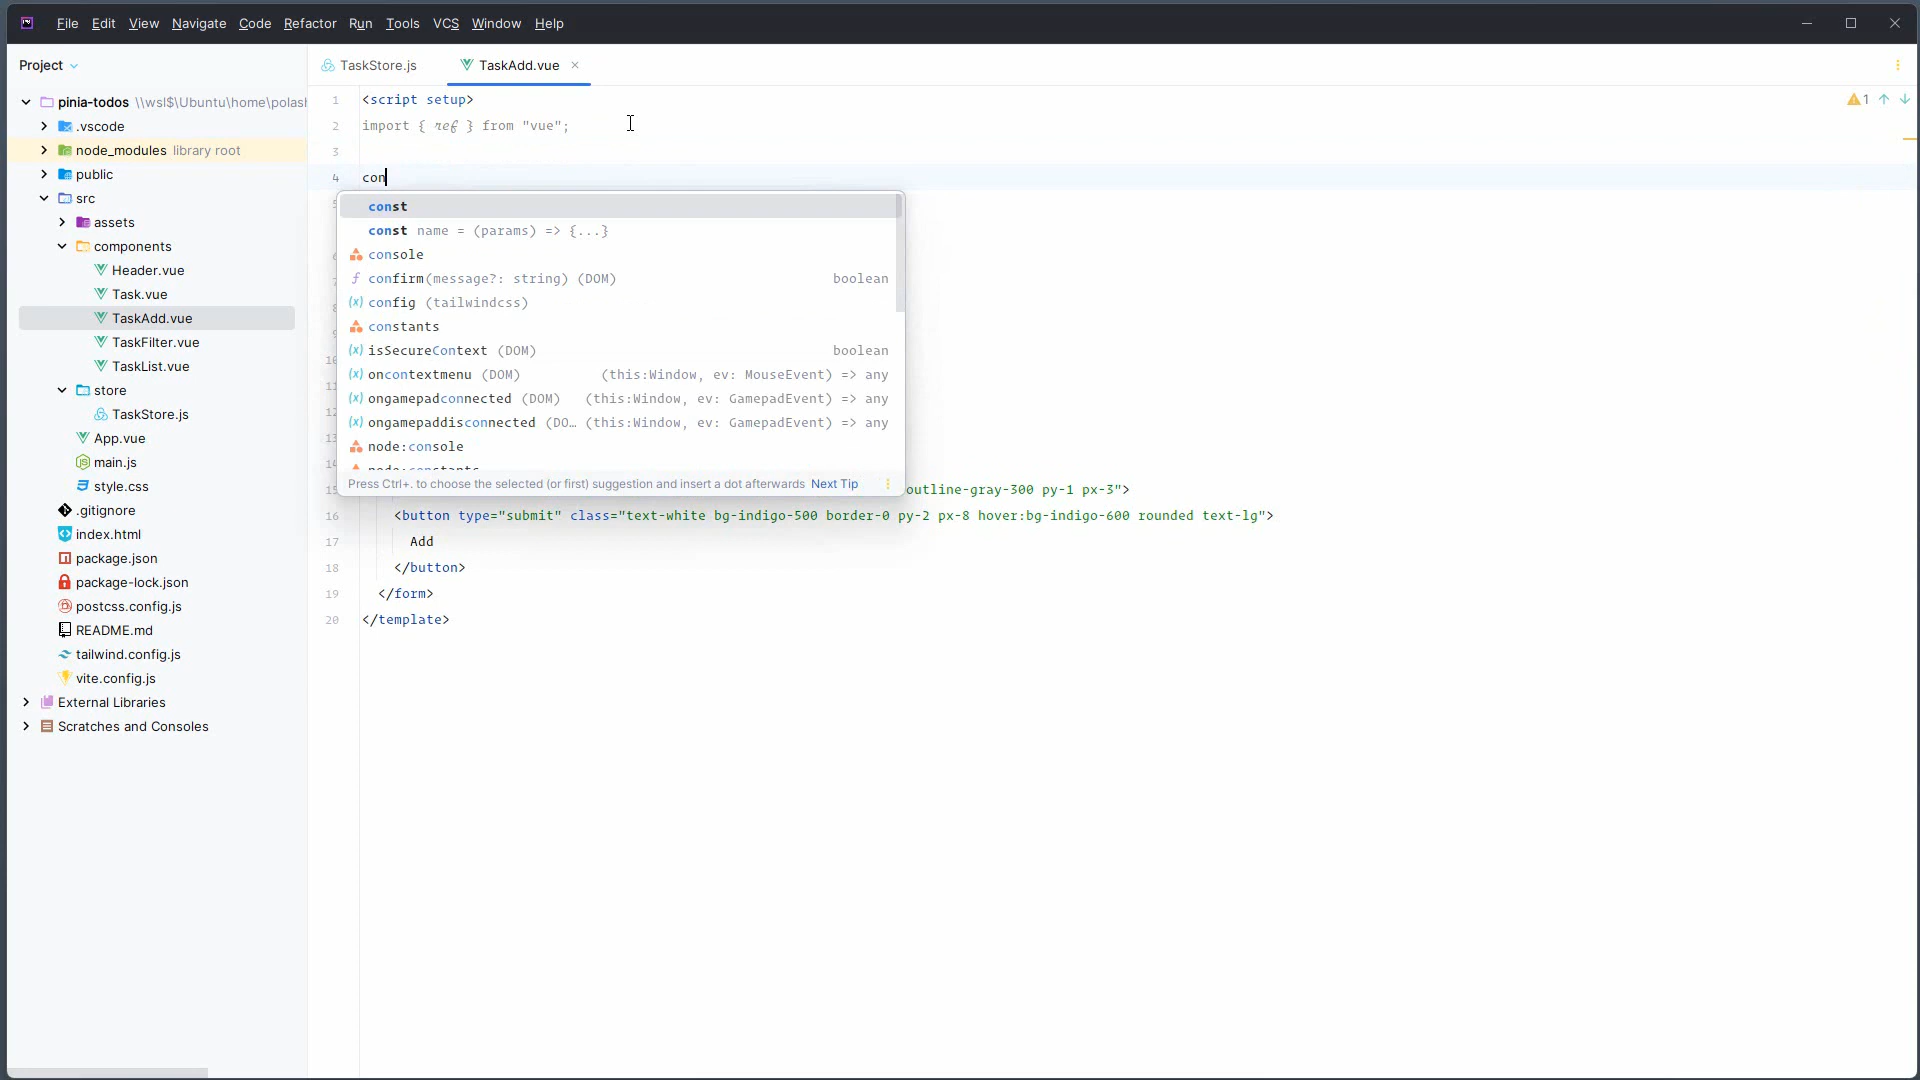 File Edit View Navigate Code Refactor Run Tools VCS Window Help
Project
TaskStore.js
TaskAdd.vue
pinia-todos \\wsl$\Ubuntu\home\polas
.vscode
node_modules library root
public
src
assets
components
Header.vue
Task.vue
TaskAdd.vue
TaskFilter.vue
TaskList.vue
store
TaskStore.js
App.vue
main.js
style.css
.gitignore
index.html
package.json
package-lock.json
postcss.config.js
README.md
tailwind.config.js
vite.config.js
External Libraries
Scratches and Consoles
1 <script setup>
2 import { ref } from "vue";
3
4 con
const
const name = (params) => {...}
console
confirm(message?: string) (DOM) boolean
config (tailwindcss)
constants
isSecureContext (DOM) boolean
oncontextmenu (DOM) (this:Window, ev: MouseEvent) => any
ongamepadconnected (DOM) (this:Window, ev: GamepadEvent) => any
ongamepaddisconnected (DO… (this:Window, ev: GamepadEvent) => any
node:console
Press Ctrl+. to choose the selected (or first) suggestion and insert a dot afterwards Next Tip
outline-gray-300 py-1 px-3">
16 <button type="submit" class="text-white bg-indigo-500 border-0 py-2 px-8 hover:bg-indigo-600 rounded text-lg">
17 Add
18 </button>
19 </form>
20 </template>
1